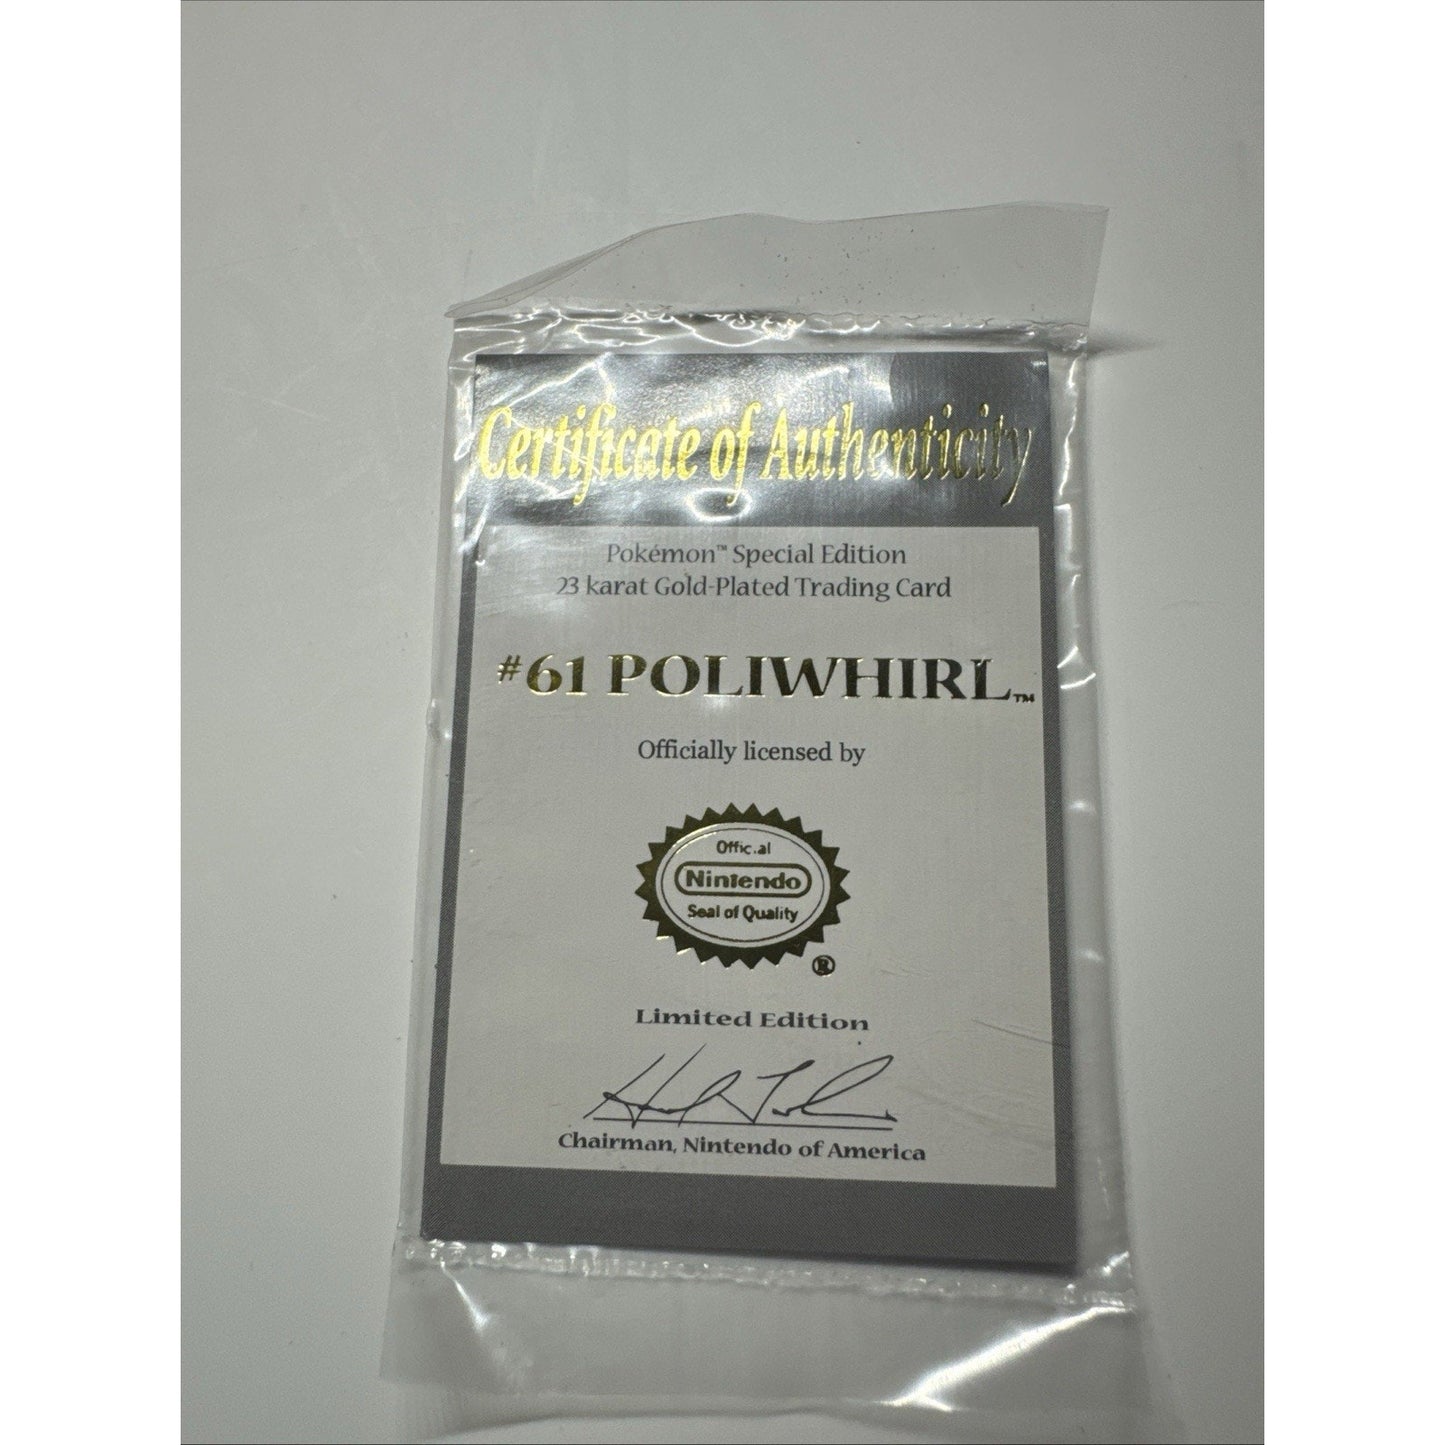 Certificate of Authenticity
Pokémon™ Special Edition
23 karat Gold-Plated Trading Card
#61 POLIWHIRL™
Officially licensed by
Official
Nintendo
Seal of Quality
®
Limited Edition
Chairman, Nintendo of America